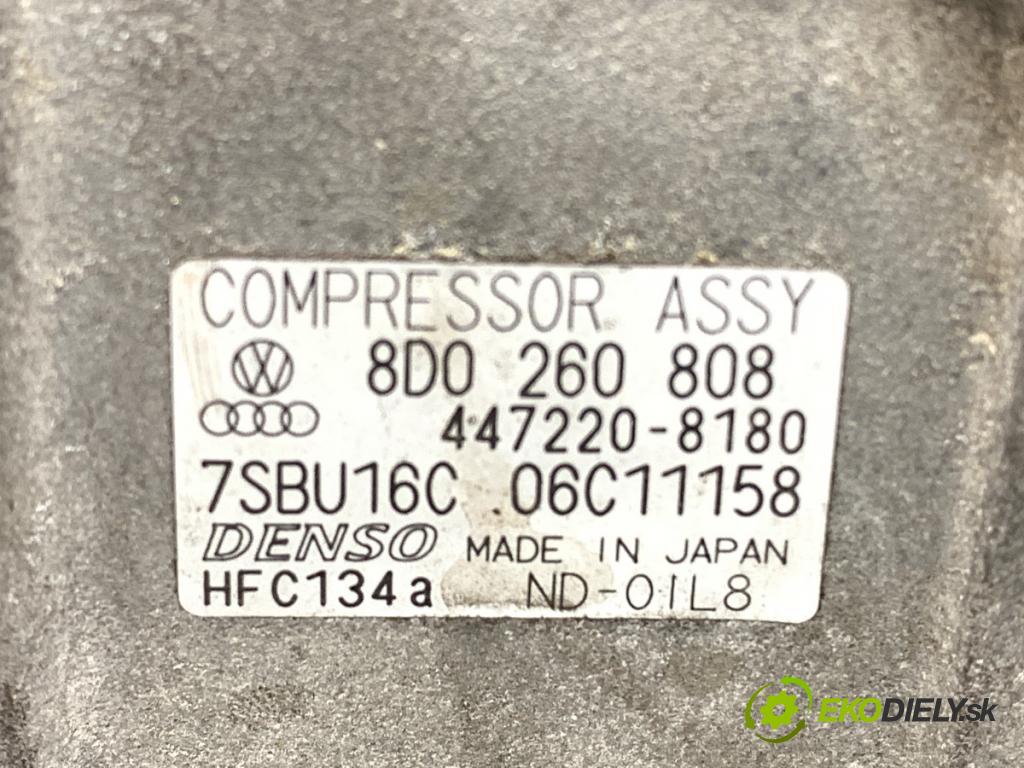 COMPRESSOR ASSY
8D0 260 808
447220-8180
7SBU16C 06C11158
DENSO MADE IN JAPAN
HFC134a ND-OIL8
EKODIELY.sk